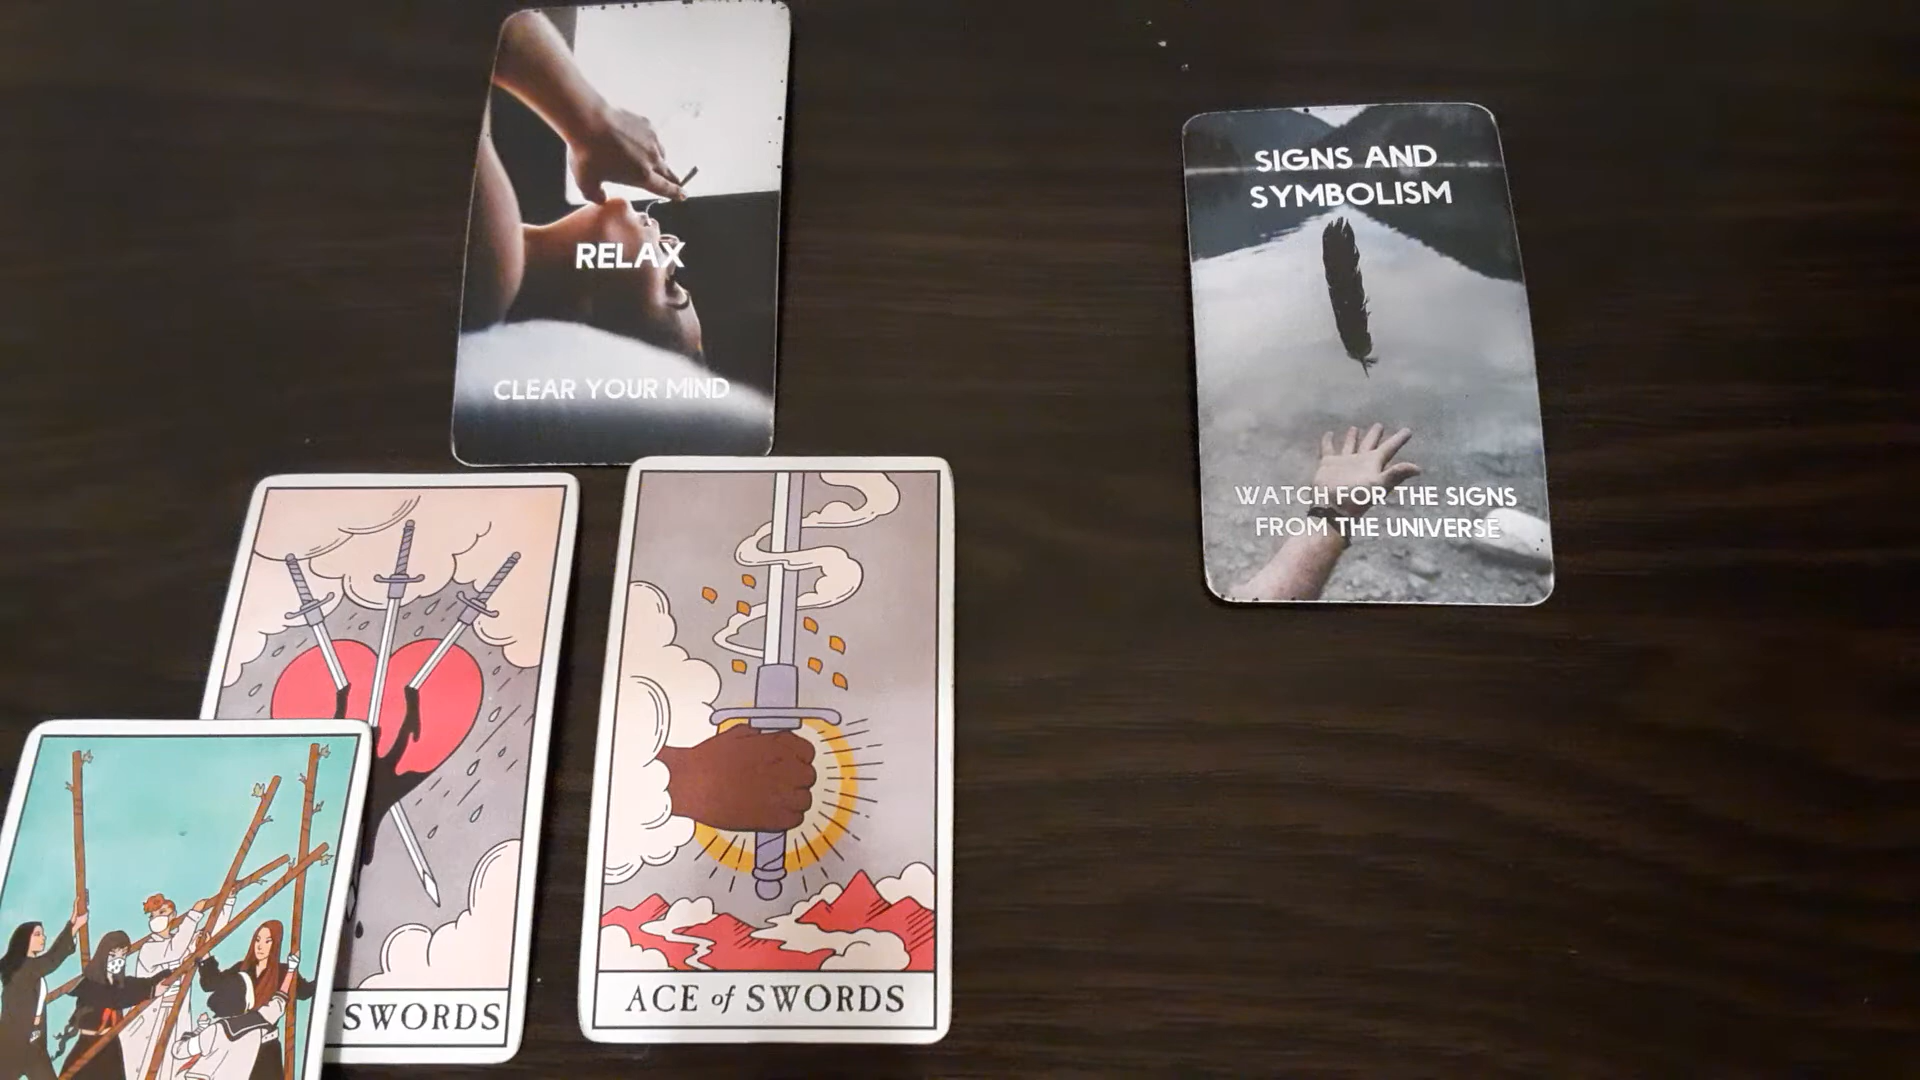 RELAX
CLEAR YOUR MIND
SIGNS AND
SYMBOLISM
WATCH FOR THE SIGNS
FROM THE UNIVERSE
SWORDS
ACE of SWORDS